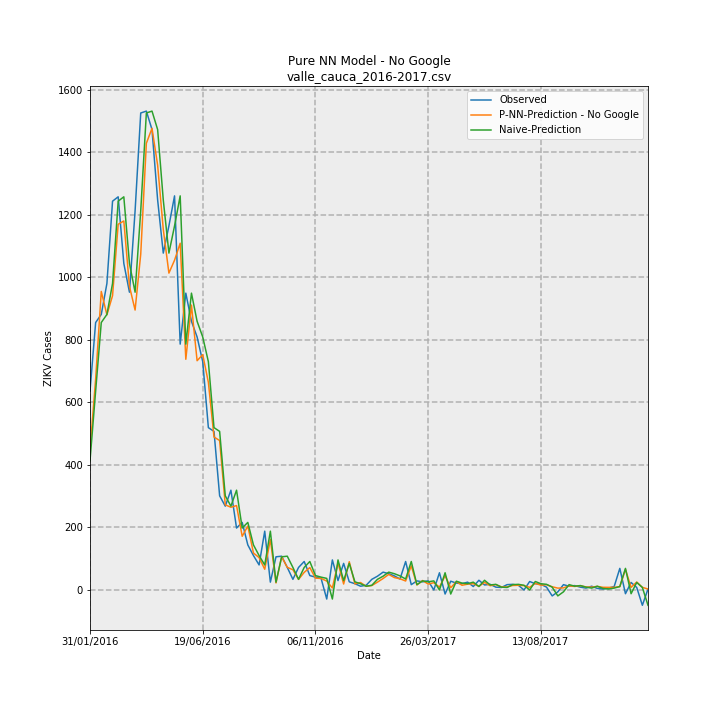 Pure NN Model - No Google
valle_cauca_2016-2017.csv
Observed
P-NN-Prediction - No Google
Naive-Prediction
1600
1400
1200
1000
800
600
400
200
0
ZIKV Cases
31/01/2016
19/06/2016
06/11/2016
26/03/2017
13/08/2017
Date